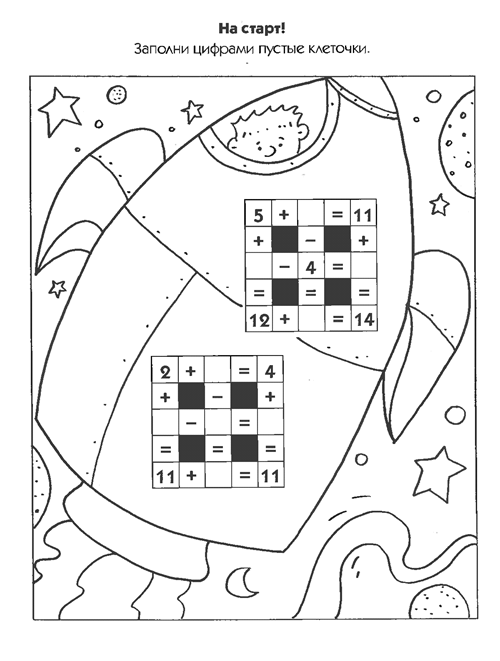 На старт!
Заполни цифрами пустые клеточки.
5 + = 11
+ - +
- 4 =
= = =
12 + = 14
2 + = 4
+ - +
- =
= = =
11 + = 11